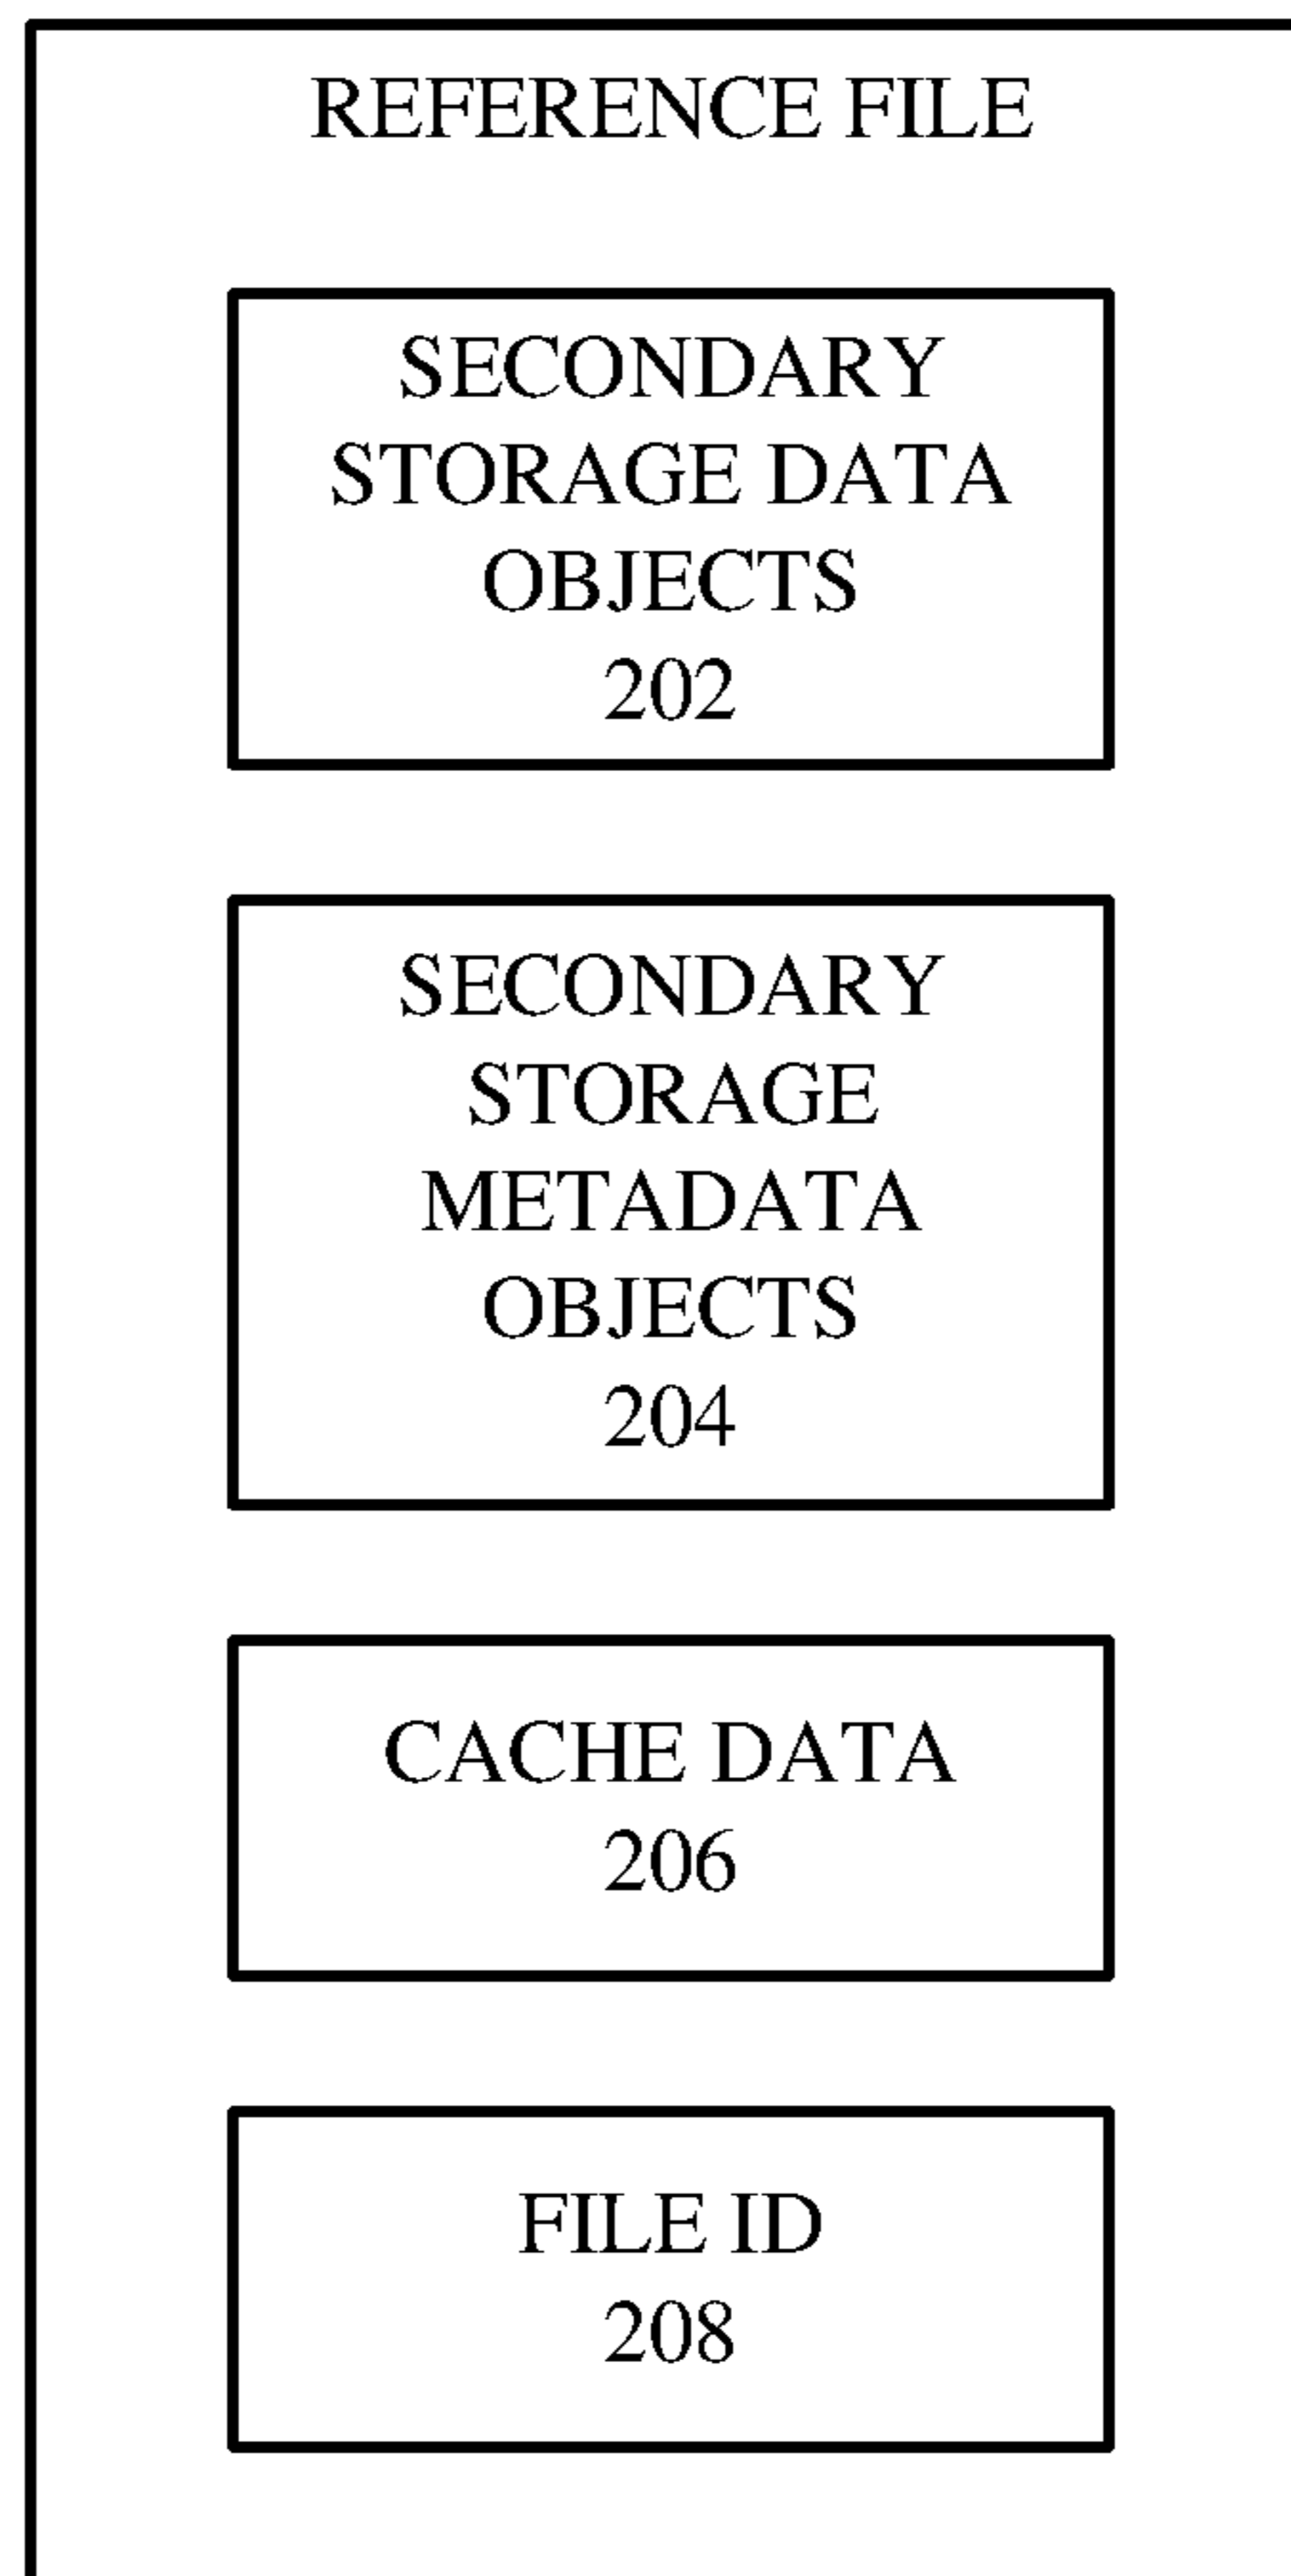 REFERENCE FILE
SECONDARY
STORAGE DATA
OBJECTS
202
SECONDARY
STORAGE
METADATA
OBJECTS
204
CACHE DATA
206
FILE ID
208